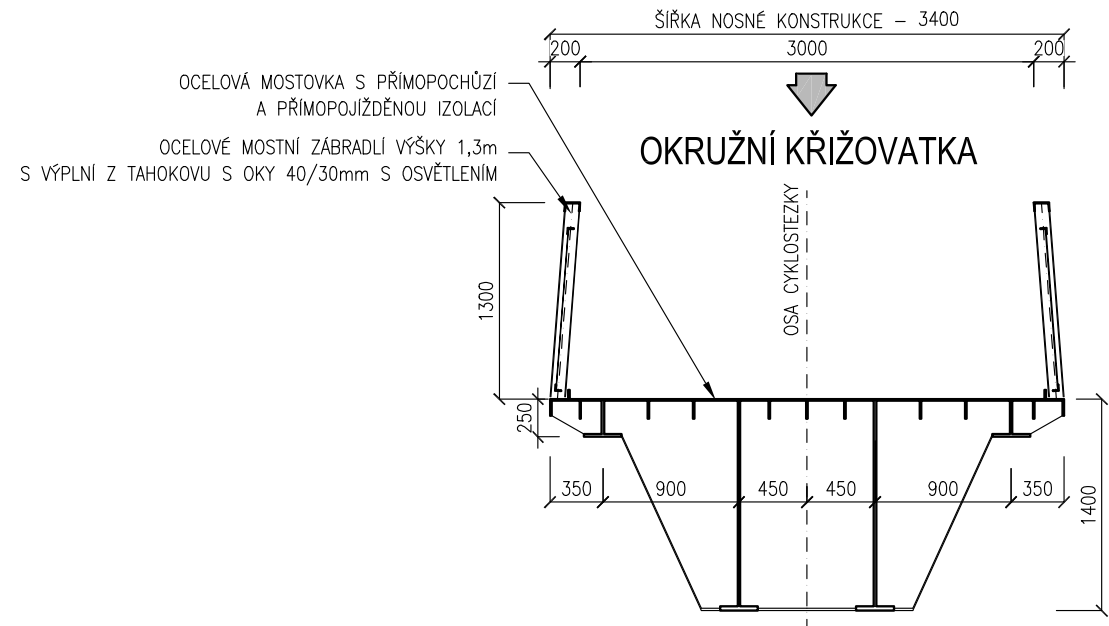 ŠÍŘKA NOSNÉ KONSTRUKCE – 3400
200 3000 200
OCELOVÁ MOSTOVKA S PŘÍMOPOCHŮZÍ
A PŘÍMOPOJÍŽDĚNOU IZOLACÍ
OCELOVÉ MOSTNÍ ZÁBRADLÍ VÝŠKY 1,3m
S VÝPLNÍ Z TAHOKOVU S OKY 40/30mm S OSVĚTLENÍM
OKRUŽNÍ KŘIŽOVATKA
OSA CYKLOSTEZKY
1300
250
350 900 450 450 900 350
1400